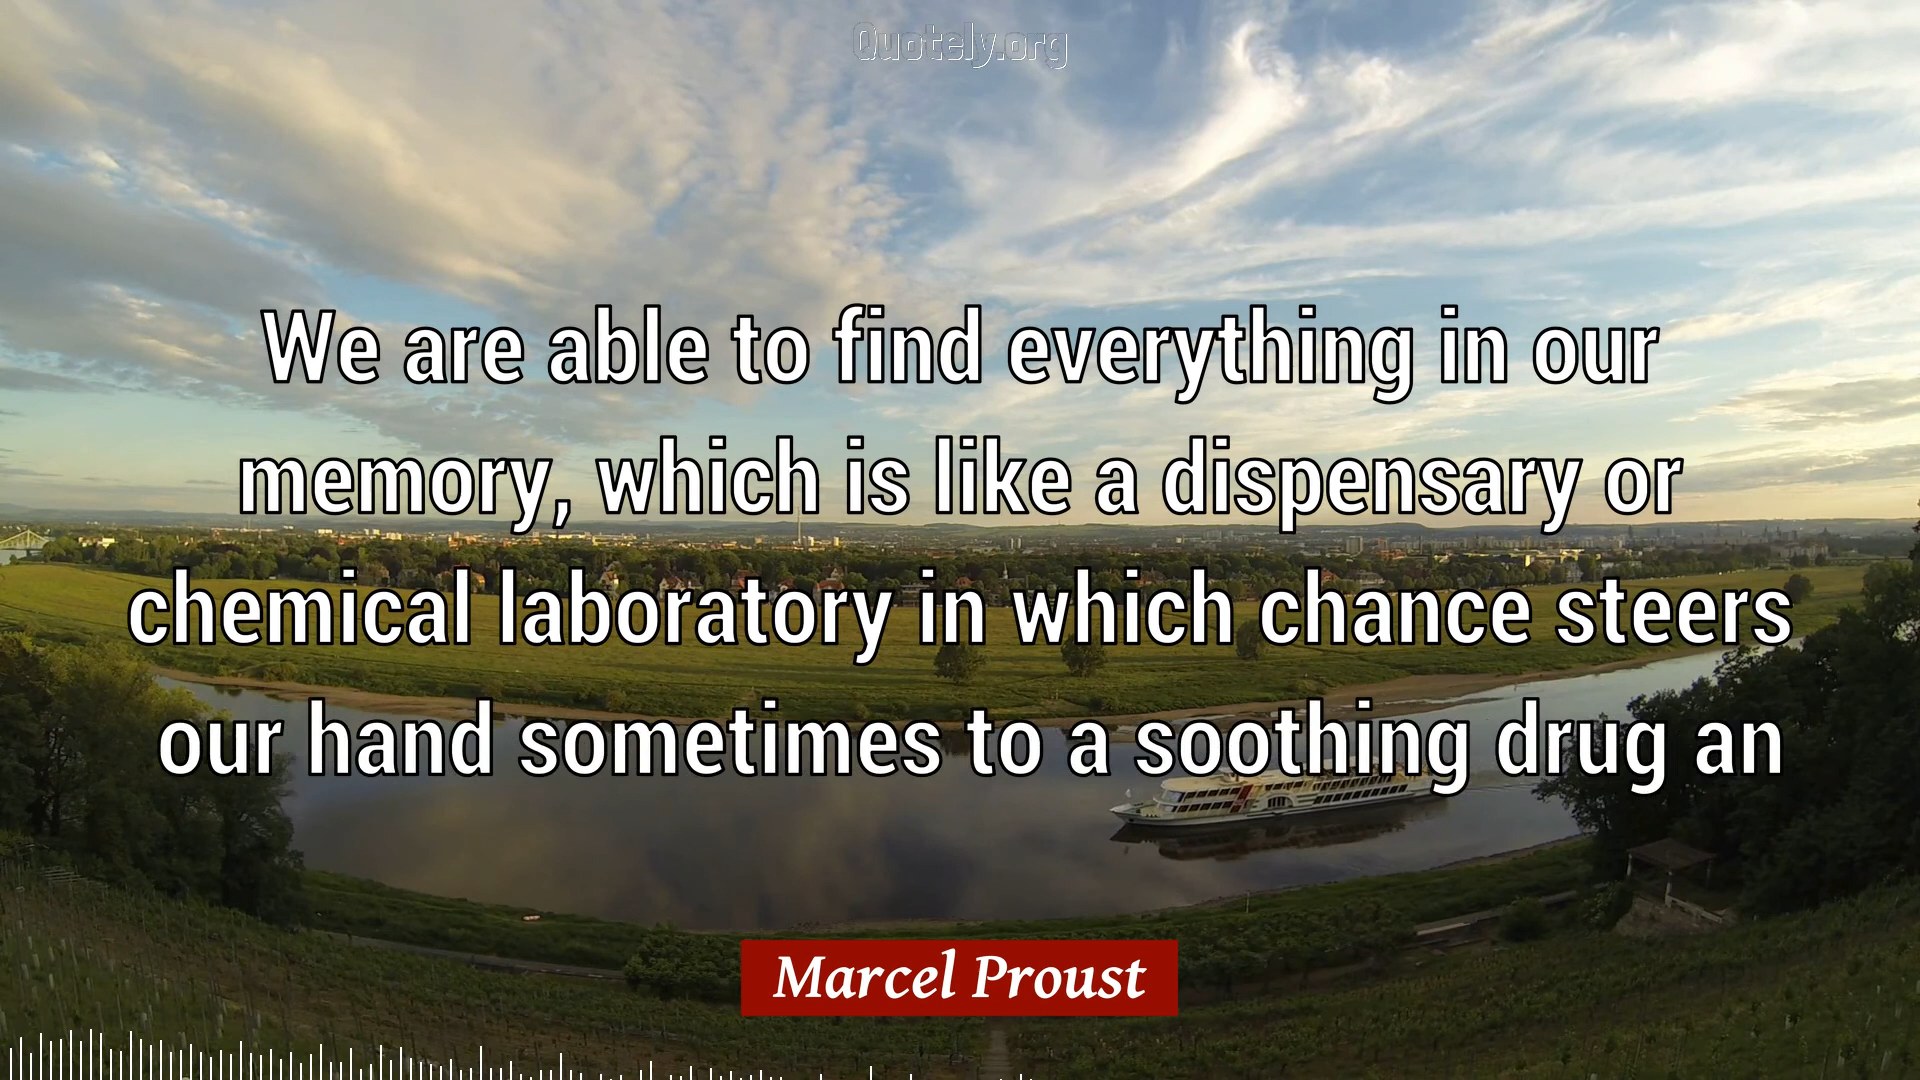 Quotely.org
We are able to find everything in our
memory, which is like a dispensary or
chemical laboratory in which chance steers
our hand sometimes to a soothing drug an
Marcel Proust